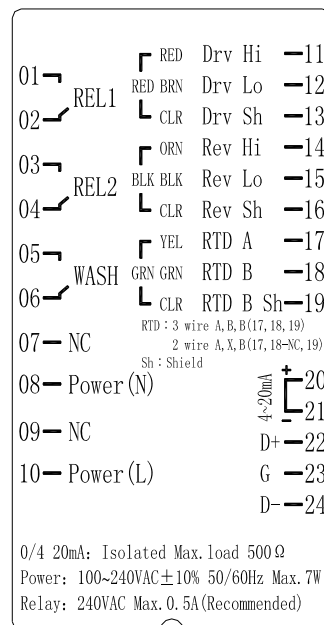 01
02
REL1
03
04
REL2
05
06
WASH
07 NC
08 Power(N)
09 NC
10 Power(L)
RED Drv Hi 11
RED BRN Drv Lo 12
CLR Drv Sh 13
ORN Rev Hi 14
BLK BLK Rev Lo 15
CLR Rev Sh 16
YEL RTD A 17
GRN GRN RTD B 18
CLR RTD B Sh 19
RTD：3 wire A,B,B(17,18,19)
2 wire A,X,B(17,18-NC,19)
Sh：Shield
4~20mA
+ 20
- 21
D+ 22
G 23
D- 24
0/4 20mA: Isolated Max.load 500Ω
Power: 100~240VAC±10% 50/60Hz Max.7W
Relay: 240VAC Max.0.5A(Recommended)